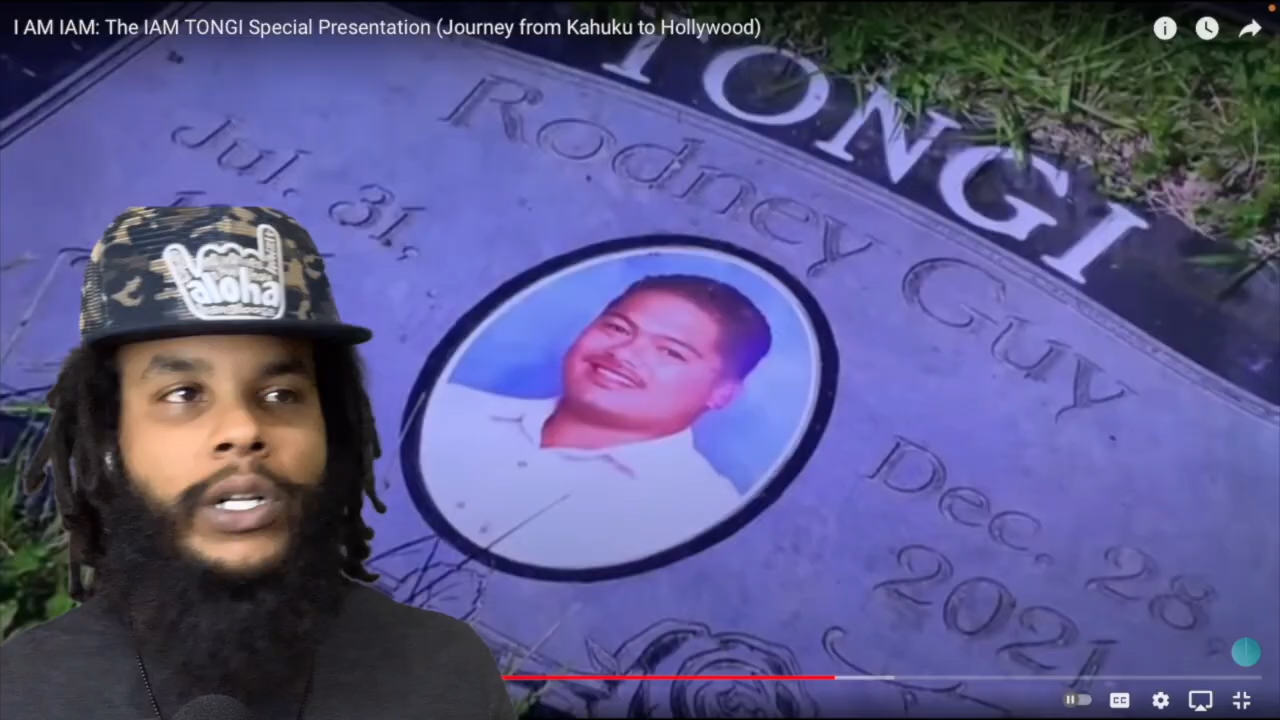 I AM IAM: The IAM TONGI Special Presentation (Journey from Kahuku to Hollywood)
TONGI
Rodney Guy
Jul. 31,
Dec. 28
2021
aloha
CC